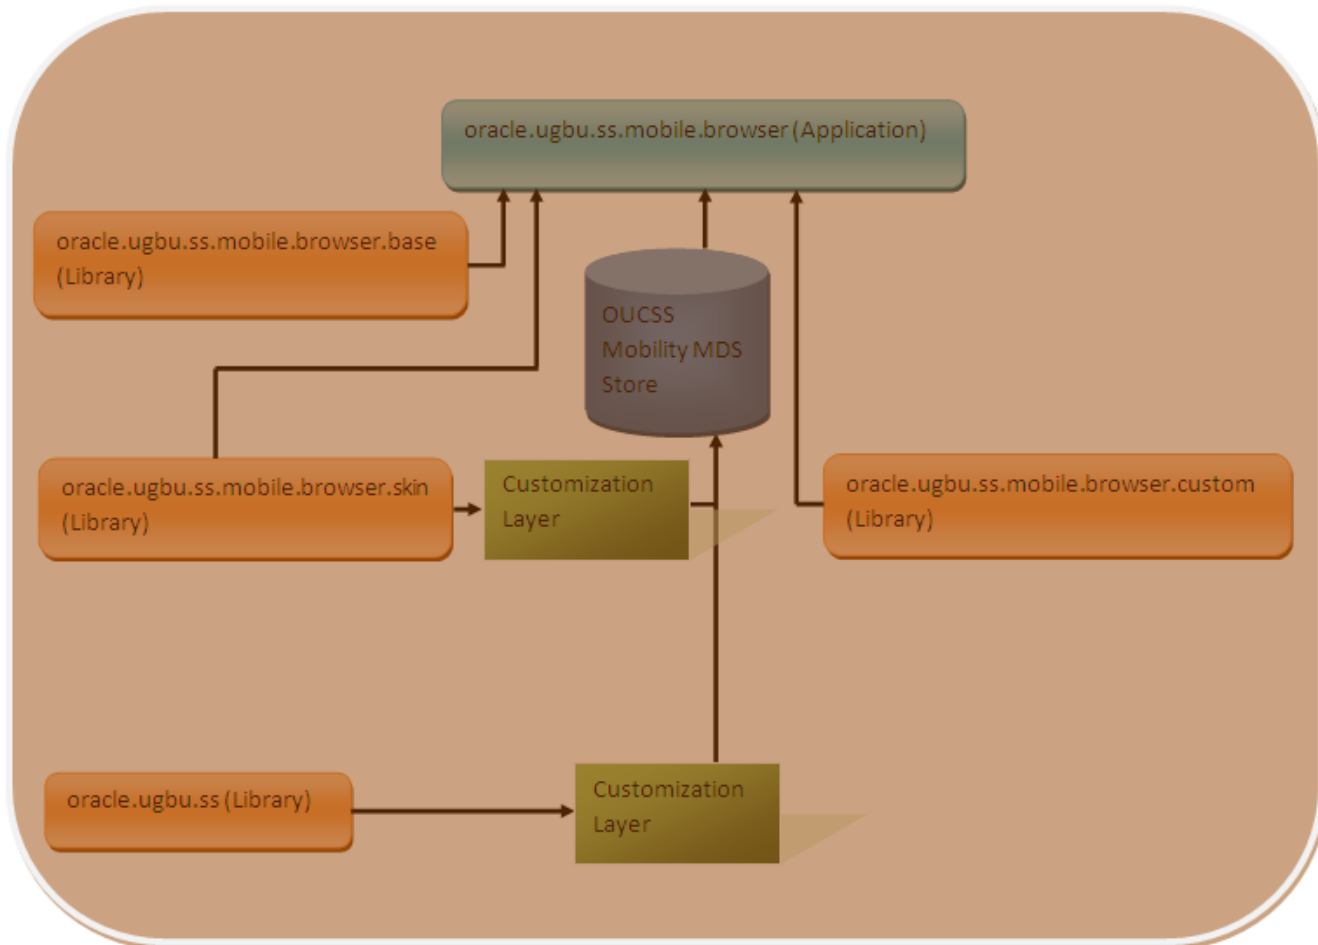 oracle.ugbu.ss.mobile.browser (Application)
oracle.ugbu.ss.mobile.browser.base
(Library)
OUCSS
Mobility MDS
Store
oracle.ugbu.ss.mobile.browser.skin
(Library)
Customization
Layer
oracle.ugbu.ss.mobile.browser.custom
(Library)
oracle.ugbu.ss (Library)
Customization
Layer